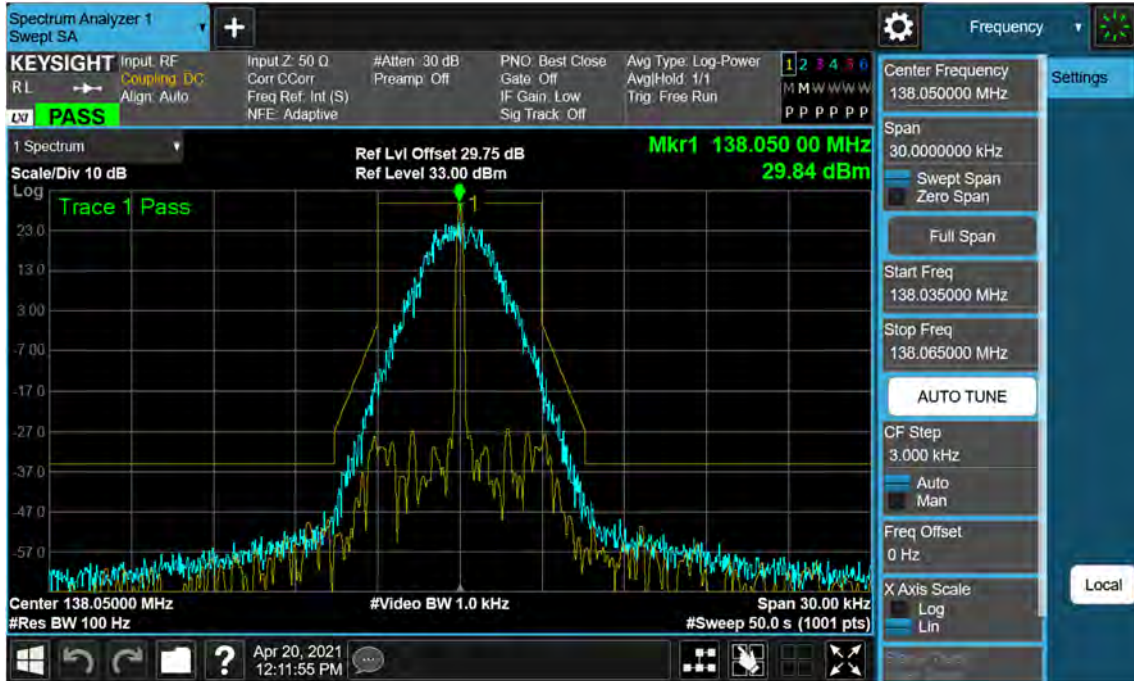 Spectrum Analyzer 1
Swept SA
+
Frequency
KEYSIGHT
RL
LXI PASS
Input: RF
Coupling: DC
Align: Auto
Input Z: 50 Ω
Corr CCorr
Freq Ref: Int (S)
NFE: Adaptive
#Atten: 30 dB
Preamp: Off
PNO: Best Close
Gate: Off
IF Gain: Low
Sig Track: Off
Avg Type: Log-Power
Avg|Hold: 1/1
Trig: Free Run
1 2 3 4 5 6
M M W W W W
P P P P P P
1 Spectrum
Scale/Div 10 dB
Ref Lvl Offset 29.75 dB
Ref Level 33.00 dBm
Mkr1 138.050 00 MHz
29.84 dBm
Log
Trace 1 Pass
1
23.0
13.0
3.00
-7.00
-17.0
-27.0
-37.0
-47.0
-57.0
Center 138.05000 MHz
#Res BW 100 Hz
#Video BW 1.0 kHz
Span 30.00 kHz
#Sweep 50.0 s (1001 pts)
Center Frequency
138.050000 MHz
Settings
Span
30.0000000 kHz
Swept Span
Zero Span
Full Span
Start Freq
138.035000 MHz
Stop Freq
138.065000 MHz
AUTO TUNE
CF Step
3.000 kHz
Auto
Man
Freq Offset
0 Hz
X Axis Scale
Log
Lin
Local
?
Apr 20, 2021
12:11:55 PM